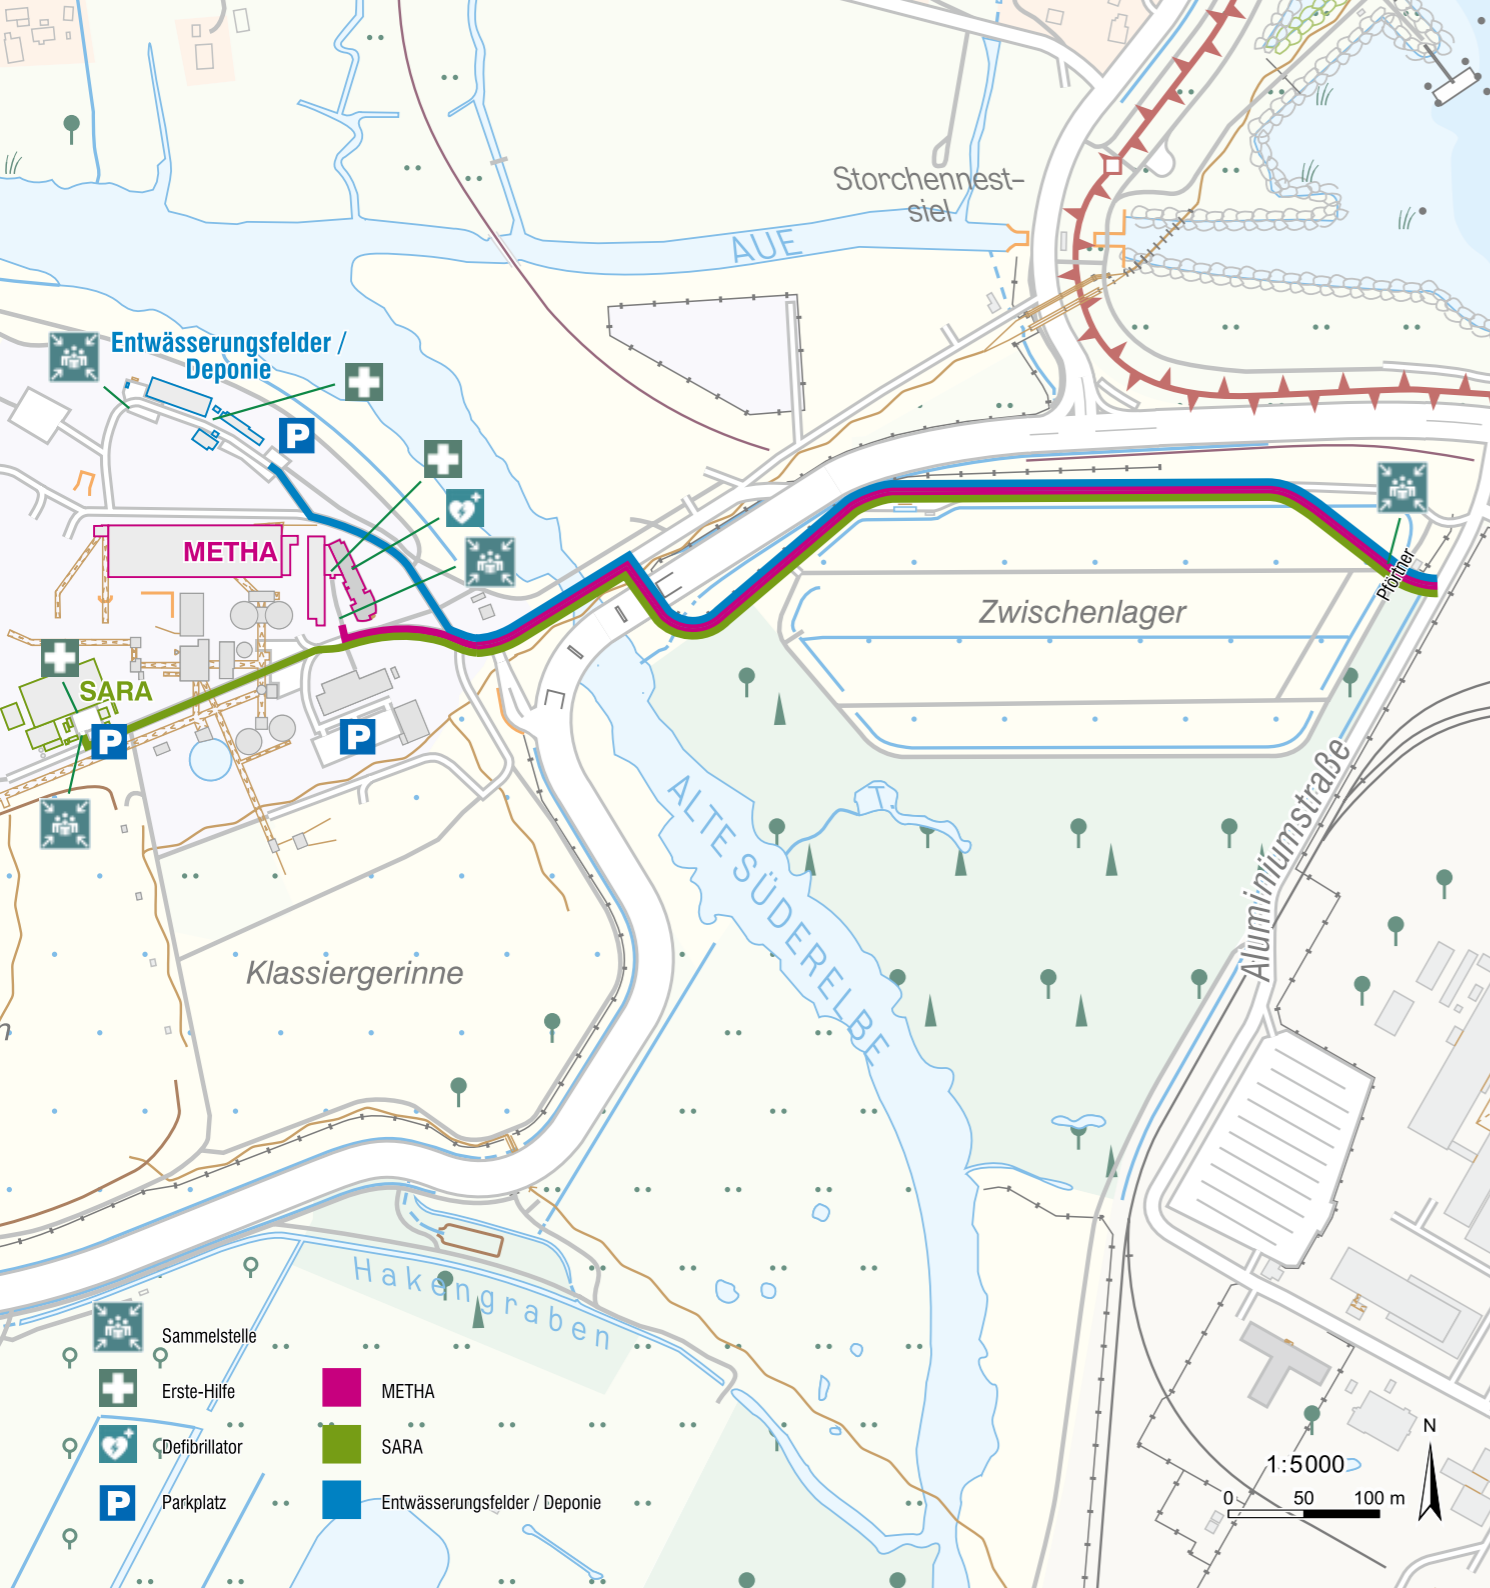 Storchennest-
siel
AUE
Entwässerungsfelder /
Deponie
P
METHA
Pförtner
Zwischenlager
SARA
P
P
ALTE SÜDERELBE
Aluminiumstraße
Klassiergerinne
n
Hakengraben
Sammelstelle
Erste-Hilfe
METHA
Defibrillator
SARA
P
Parkplatz
Entwässerungsfelder / Deponie
N
1:5000
0 50 100 m